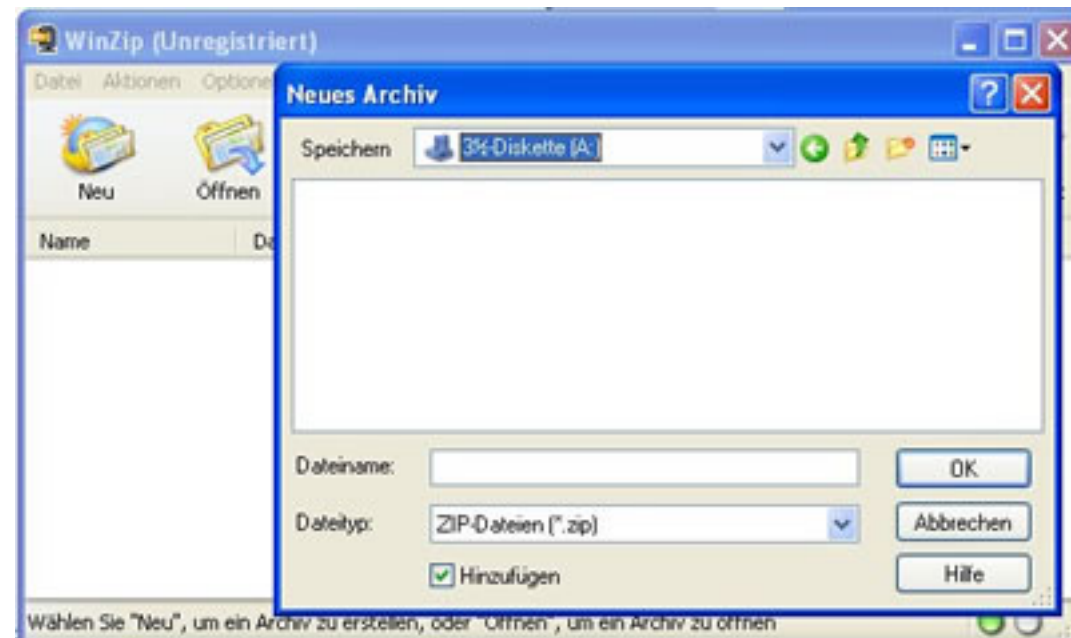 WinZip (Unregistriert)
Datei Aktionen Optione
Neu
Öffnen
Name
Da
Neues Archiv
Speichern
3½-Diskette (A:)
Dateiname:
OK
Dateityp:
ZIP-Dateien (*.zip)
Abbrechen
Hinzufügen
Hilfe
Wählen Sie "Neu", um ein Archiv zu erstellen, oder "Öffnen", um ein Archiv zu öffnen